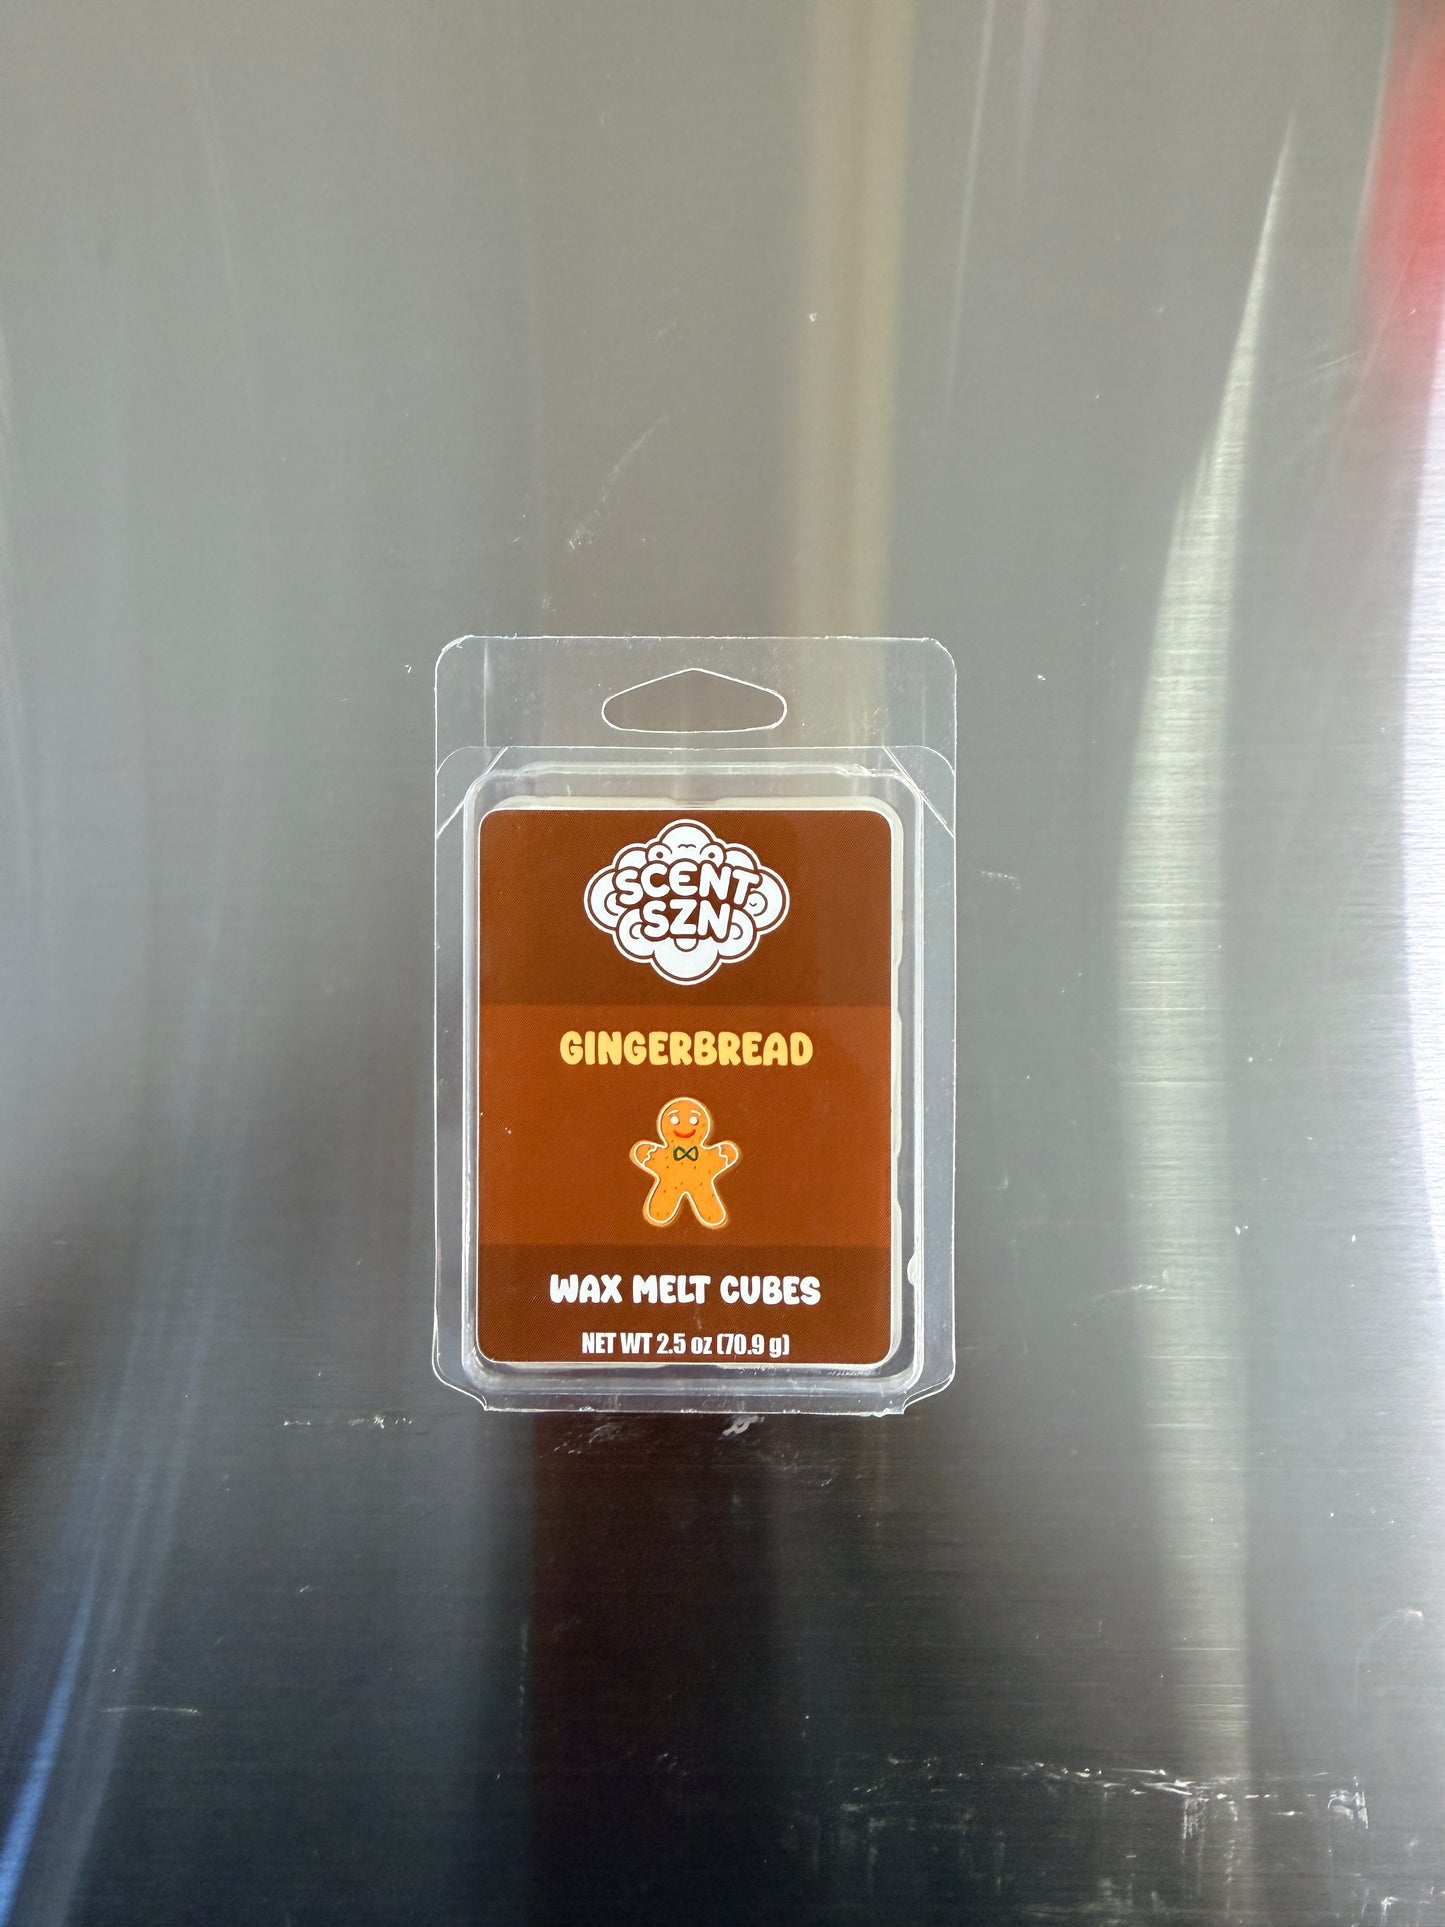 SCENT
SZN
GINGERBREAD
WAX MELT CUBES
NET WT 2.5 oz (70.9 g)